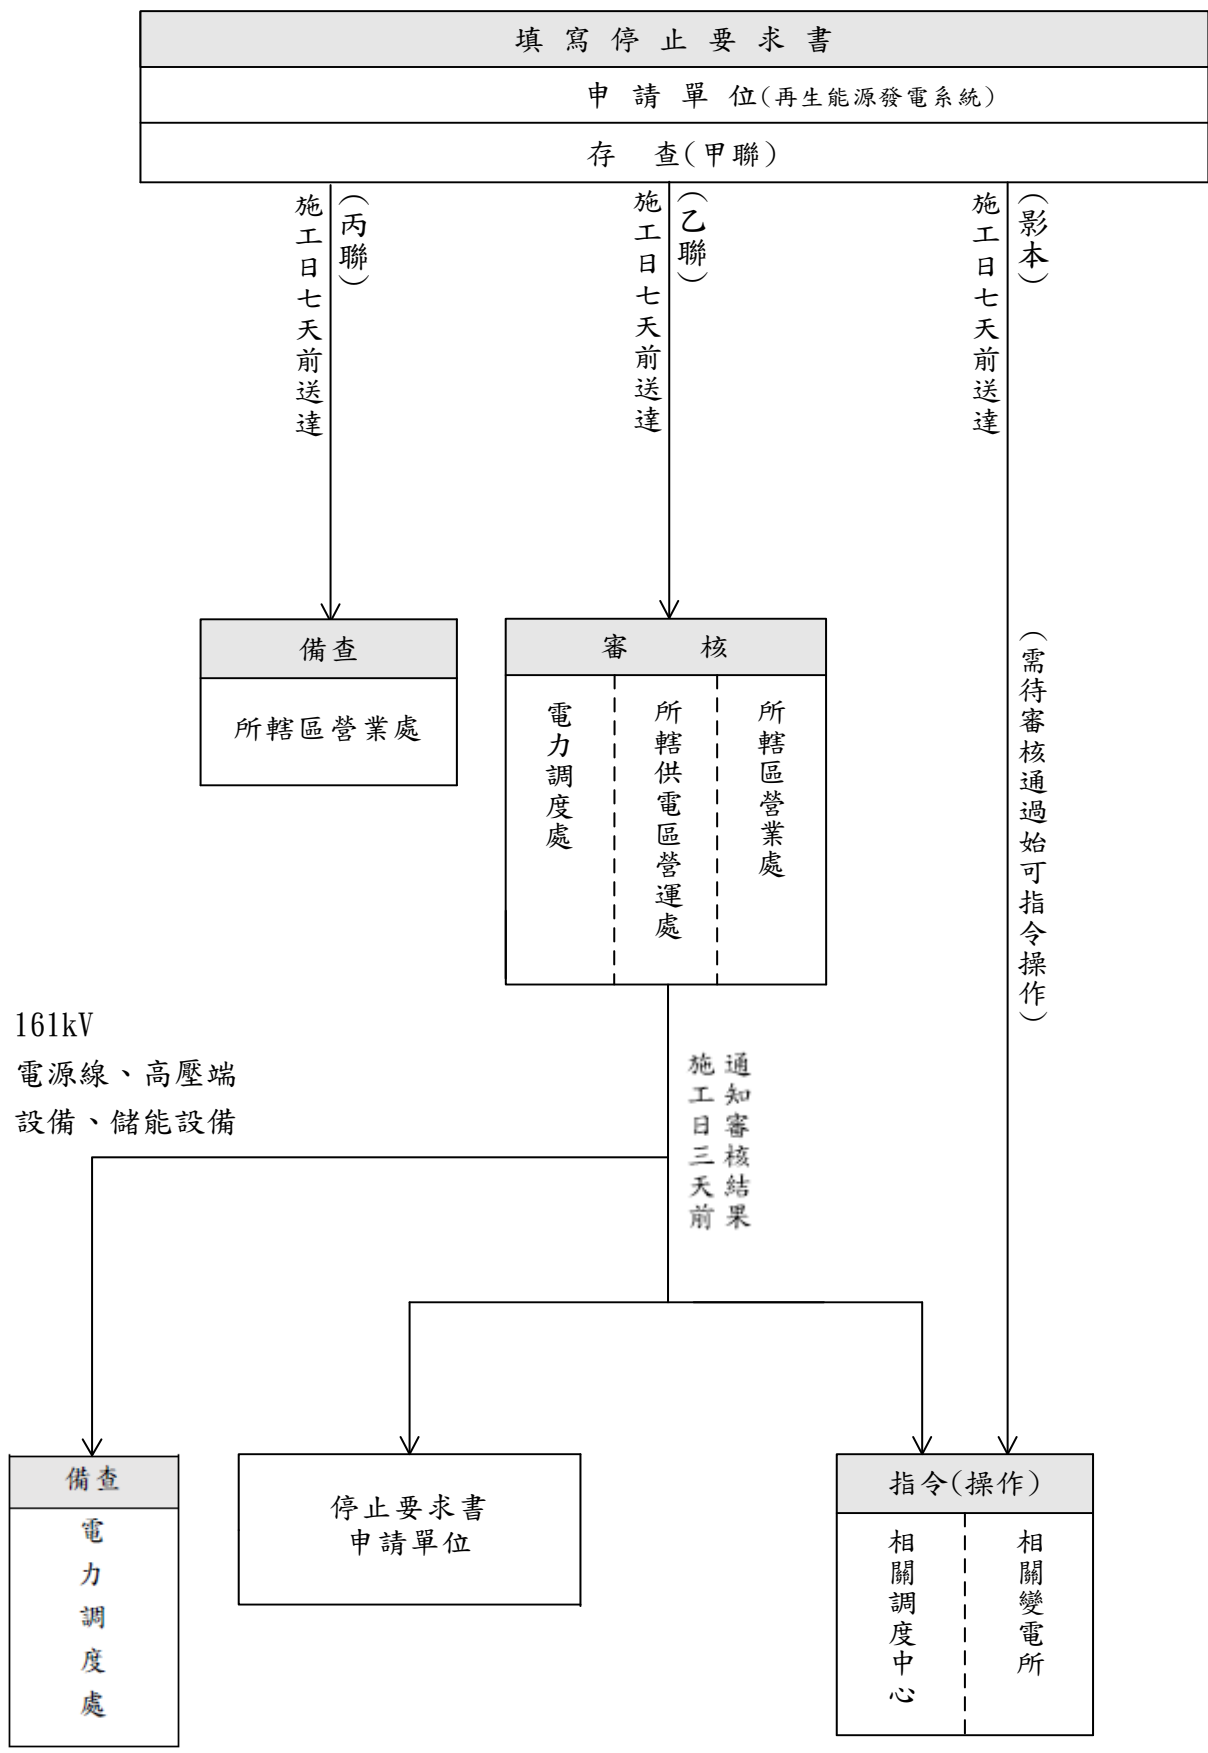 填寫停止要求書
申請單位(再生能源發電系統)
存 查(甲聯)
(丙聯)
施工日七天前送達
(乙聯)
施工日七天前送達
(影本)
施工日七天前送達
備查
所轄區營業處
審 核
電力調度處
所轄供電區營運處
所轄區營業處
(需待審核通過始可指令操作)
161kV
電源線、高壓端
設備、儲能設備
通知審核結果
施工日三天前
備查
電力調度處
停止要求書
申請單位
指令(操作)
相關調度中心
相關變電所